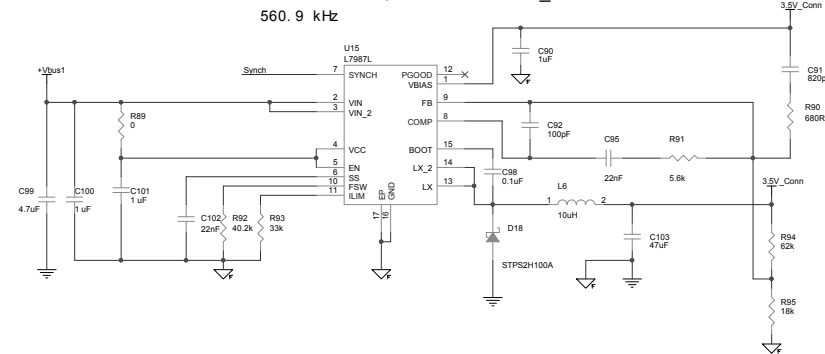 560.9 kHz
3.5V_Conn
U15
L7987L
C90
1uF
C91
820p
+Vbus1
Synch
7
SYNCH
PGOOD
12
VBIAS
1
R89
0
2
VIN
3
VIN_2
FB
9
COMP
8
C92
100pF
R90
680R
C95
22nF
R91
5.6k
4
VCC
5
EN
6
SS
10
FSW
11
ILIM
BOOT
15
LX_2
14
LX
13
EP
GND
17
16
C98
0.1uF
3.5V_Conn
C99
4.7uF
C100
1 uF
C101
1 uF
C102
22nF
R92
40.2k
R93
33k
L6
1
2
10uH
D18
STPS2H100A
C103
47uF
R94
62k
R95
18k
F
F
F
F
F